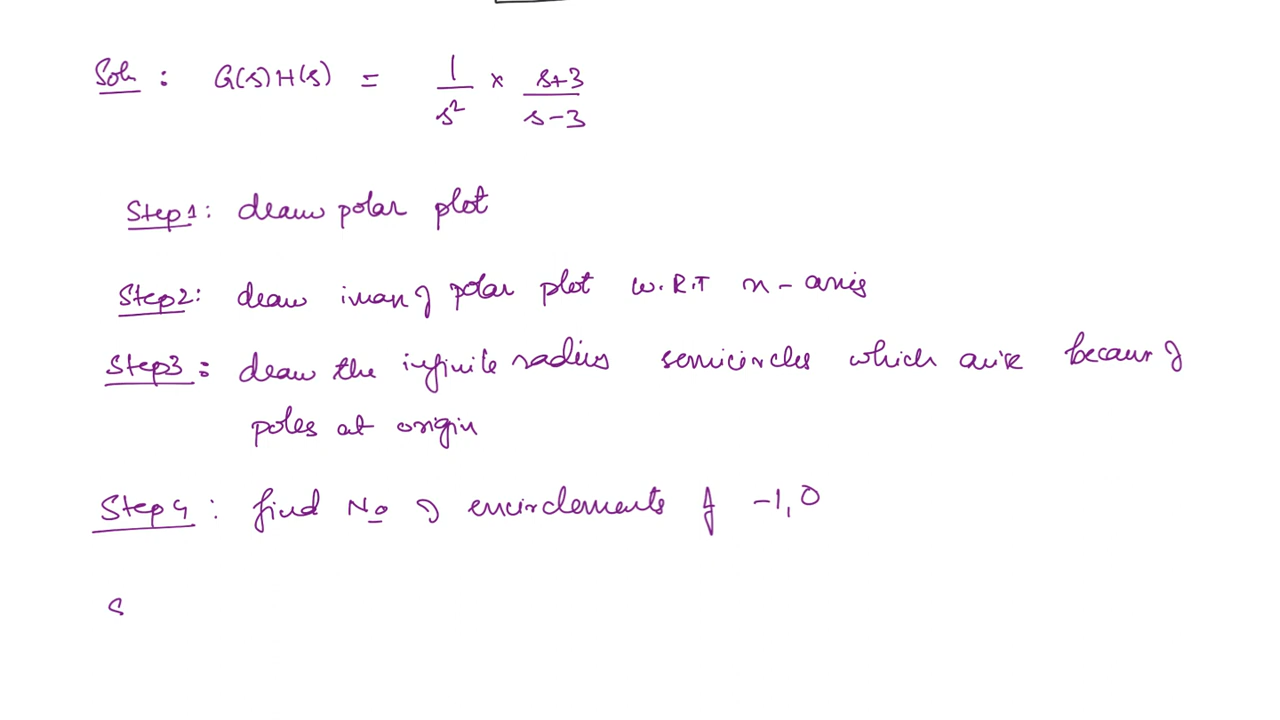 Soln : G(s)H(s) = 1/s² × s+3/s-3
Step1: draw polar plot
Step2: draw iman of polar plot W.R.T x-axis
Step3: draw the infinite radius semicircles which arise because of
poles at origin
Step4: find No of encirclements of -1,0
S